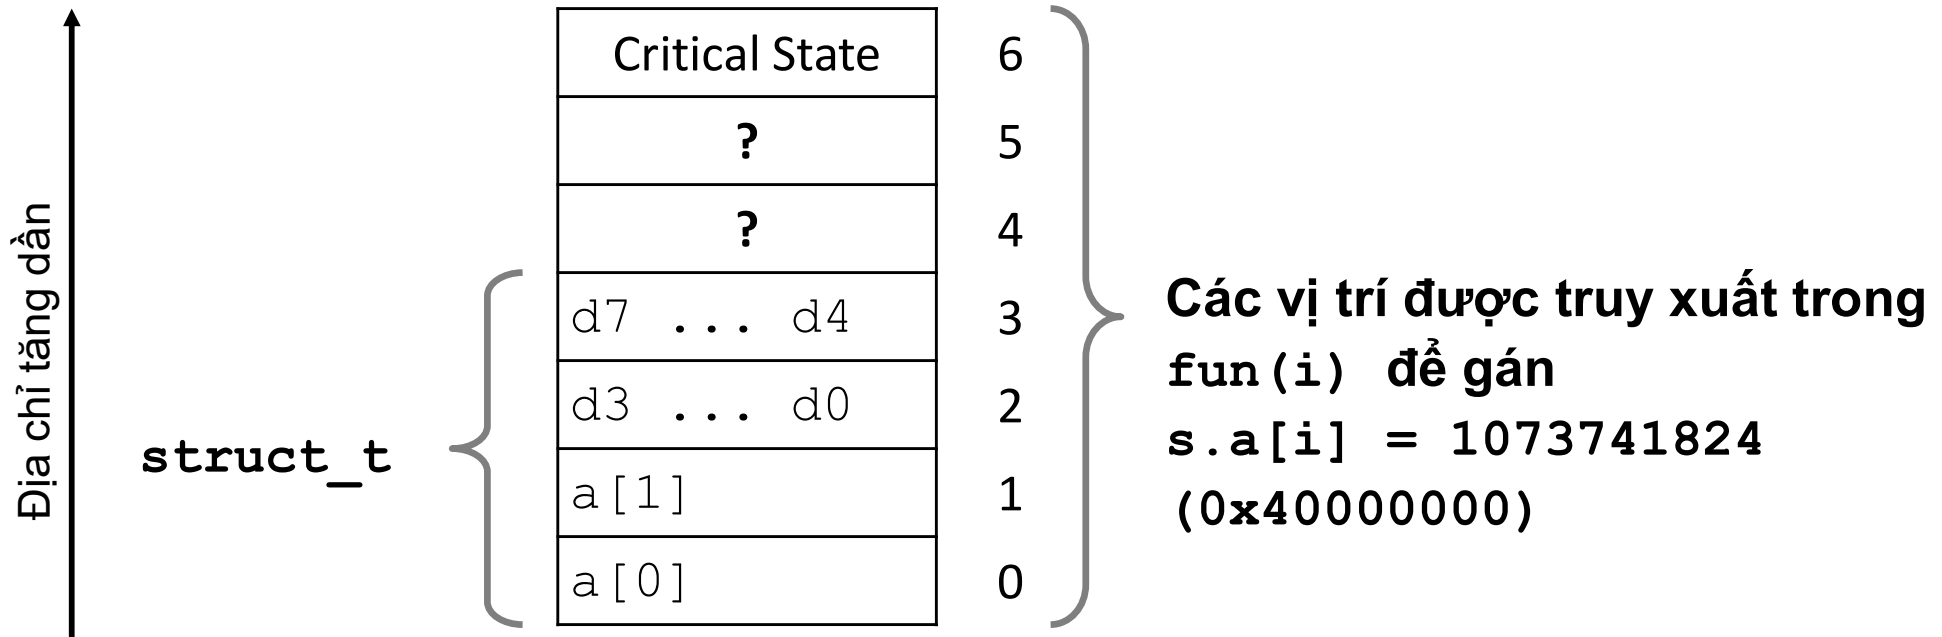 Địa chỉ tăng dần
struct_t
Critical State 6
? 5
? 4
d7 ... d4 3
d3 ... d0 2
a[1] 1
a[0] 0
Các vị trí được truy xuất trong
fun(i) để gán
s.a[i] = 1073741824
(0x40000000)